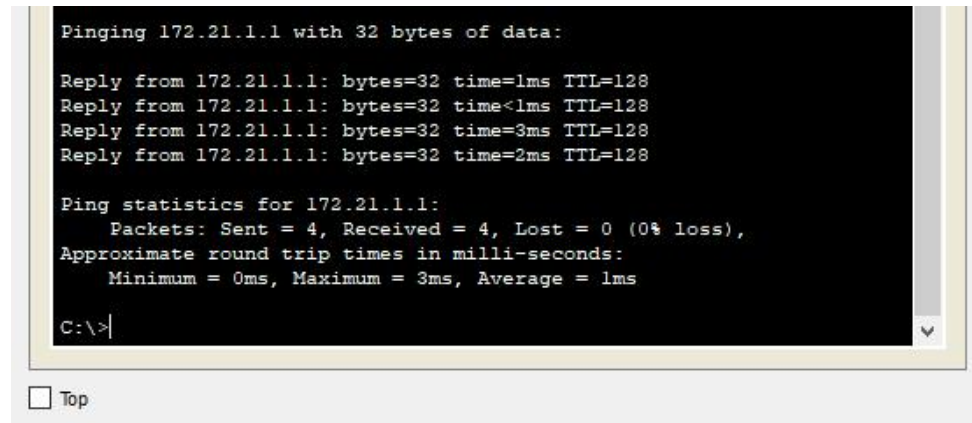 Pinging 172.21.1.1 with 32 bytes of data:
Reply from 172.21.1.1: bytes=32 time=1ms TTL=128
Reply from 172.21.1.1: bytes=32 time<1ms TTL=128
Reply from 172.21.1.1: bytes=32 time=3ms TTL=128
Reply from 172.21.1.1: bytes=32 time=2ms TTL=128
Ping statistics for 172.21.1.1:
Packets: Sent = 4, Received = 4, Lost = 0 (0% loss),
Approximate round trip times in milli-seconds:
Minimum = 0ms, Maximum = 3ms, Average = 1ms
C:\>
Top